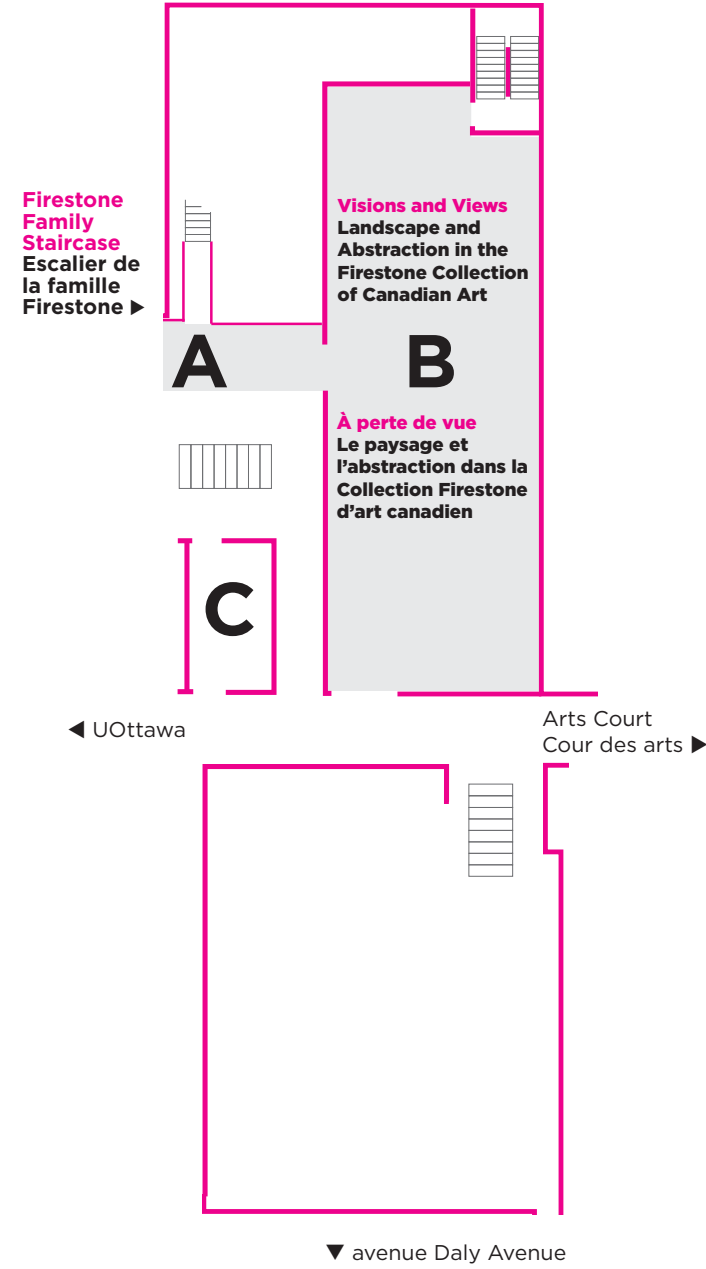 Firestone
Family
Staircase
Escalier de
la famille
Firestone ▶
Visions and Views
Landscape and
Abstraction in the
Firestone Collection
of Canadian Art
A
B
À perte de vue
Le paysage et
l’abstraction dans la
Collection Firestone
d’art canadien
C
◀ UOttawa
Arts Court
Cour des arts ▶
▼ avenue Daly Avenue